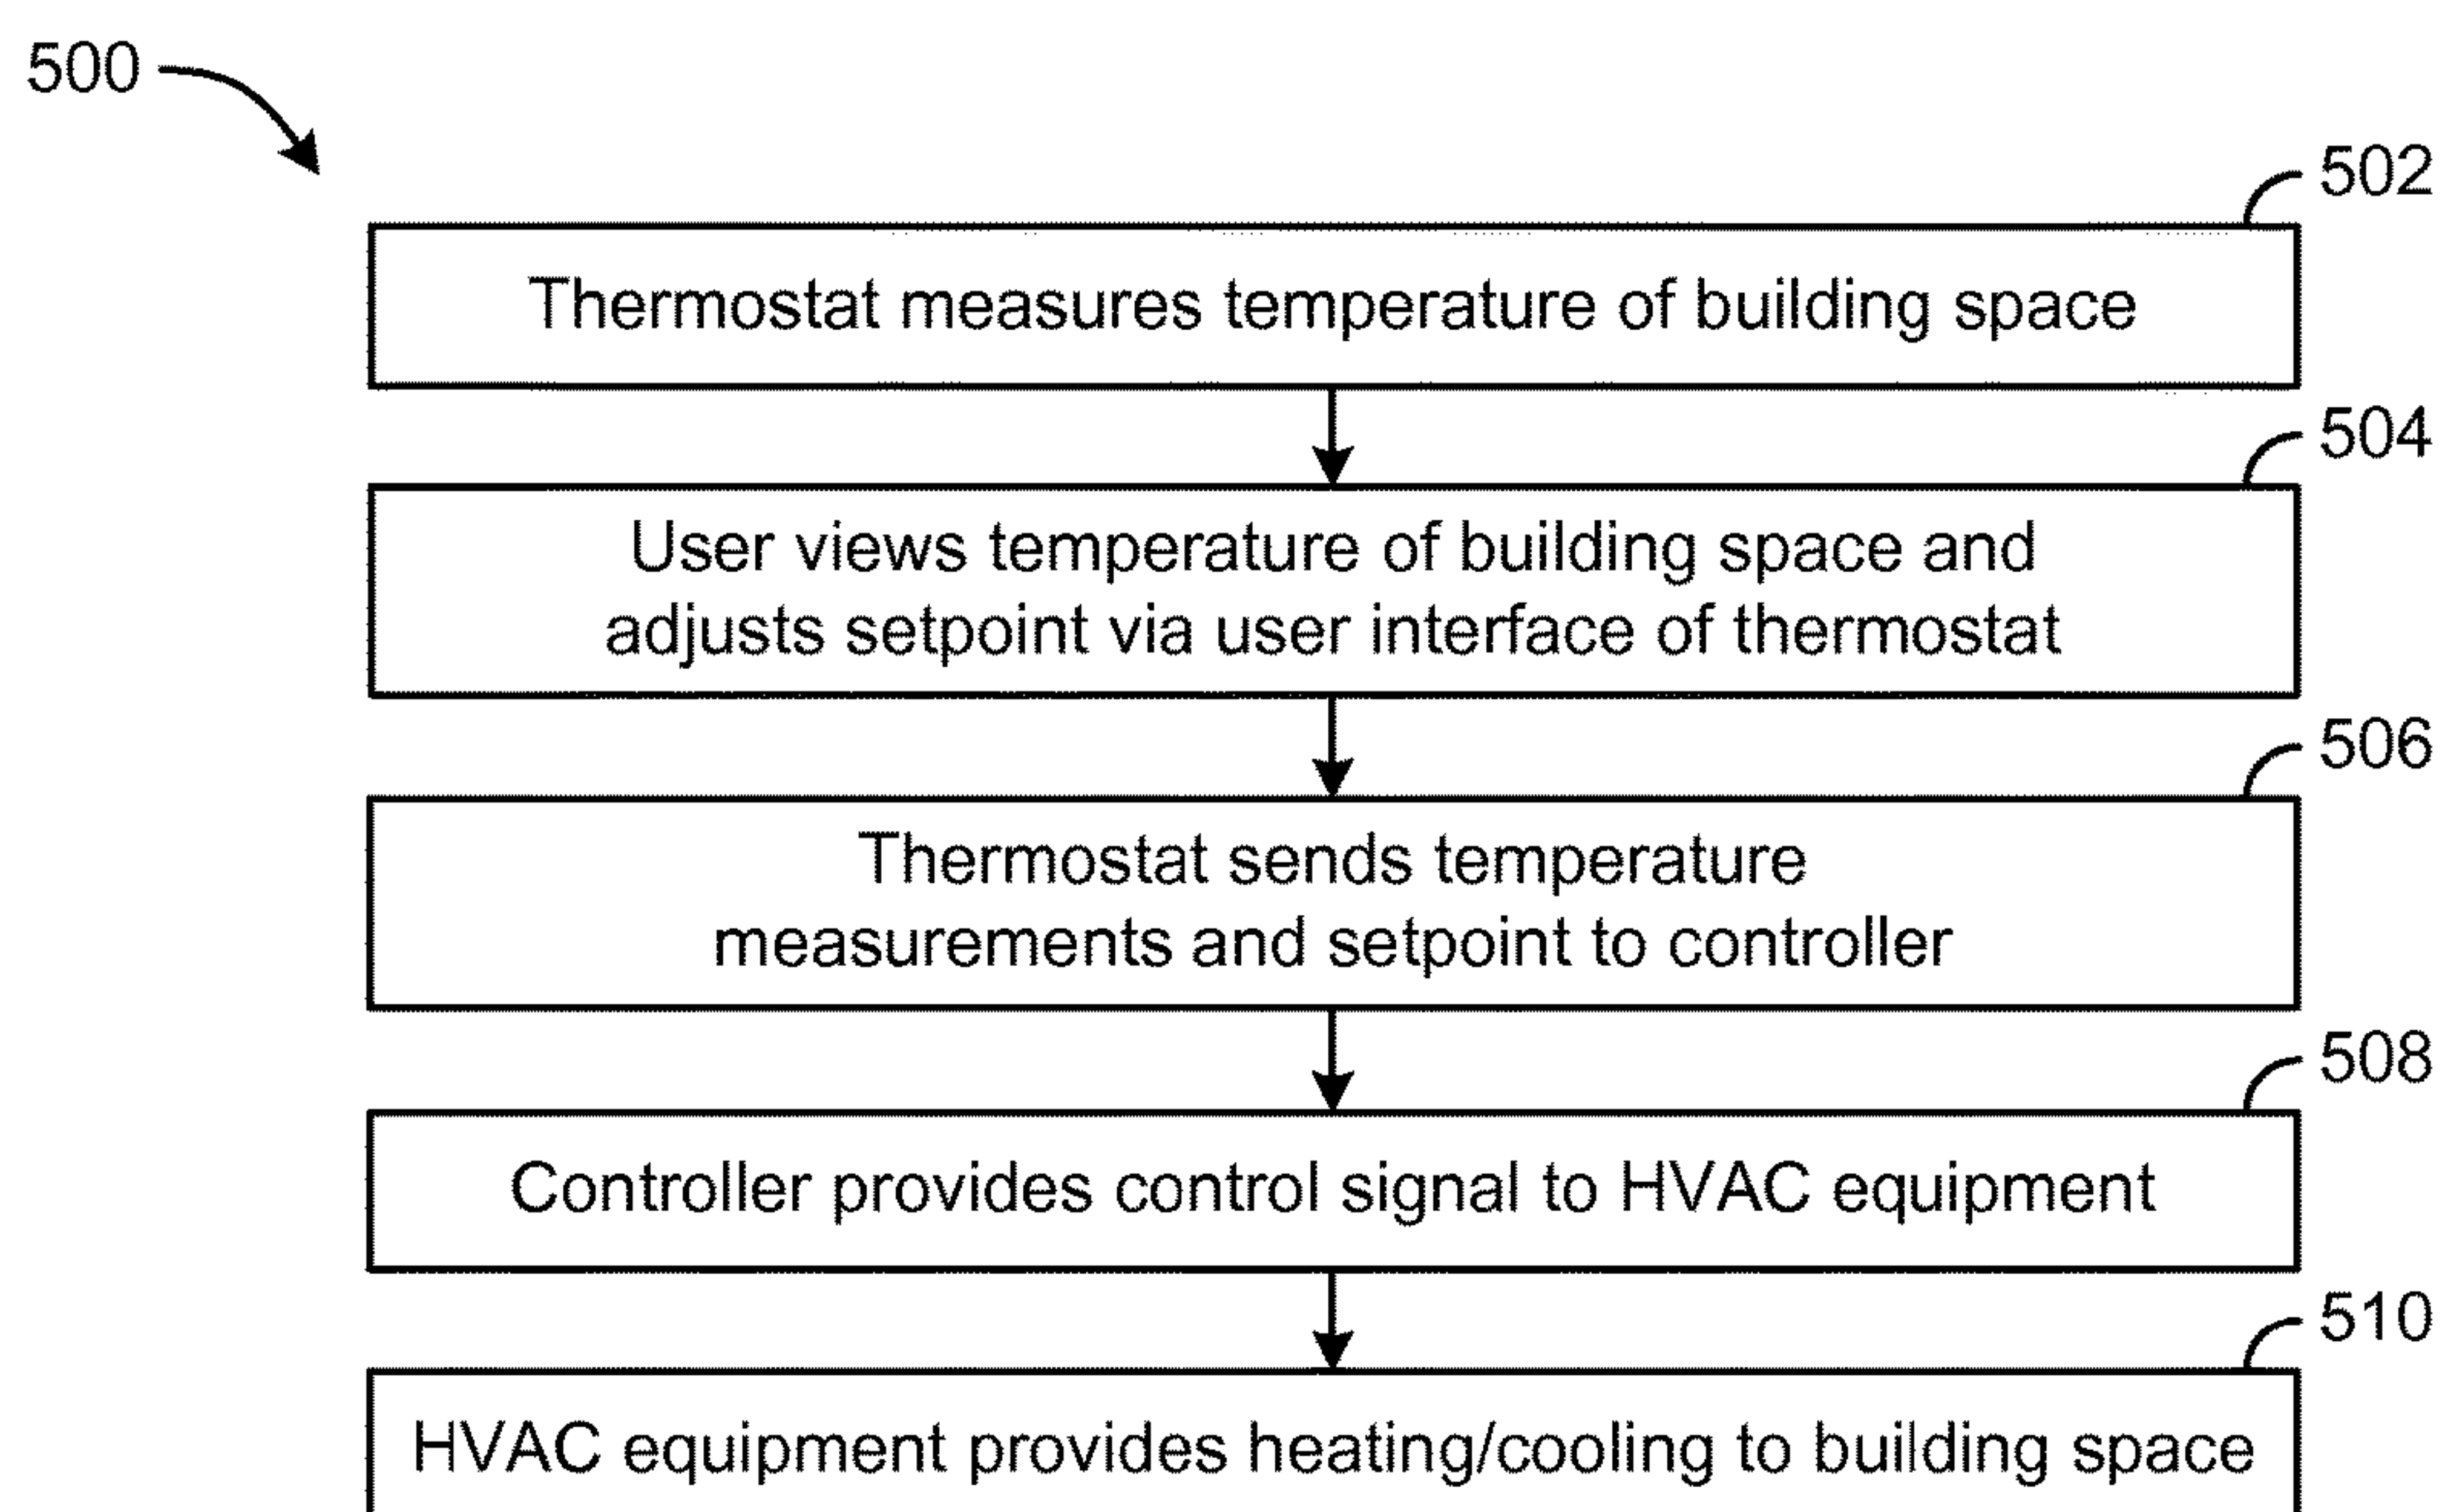 500
502
Thermostat measures temperature of building space
504
User views temperature of building space and
adjusts setpoint via user interface of thermostat
506
Thermostat sends temperature
measurements and setpoint to controller
508
Controller provides control signal to HVAC equipment
510
HVAC equipment provides heating/cooling to building space